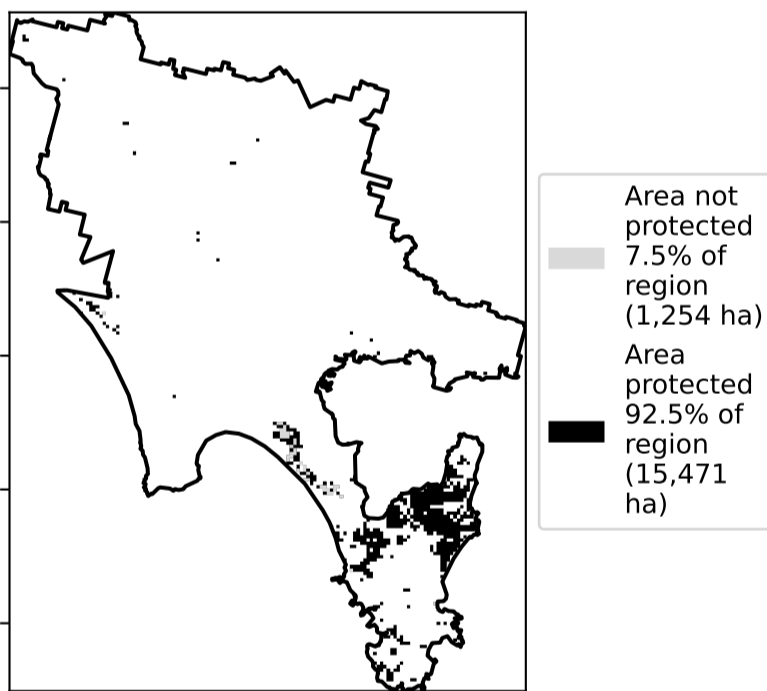 Area not
protected
7.5% of
region
(1,254 ha)
Area
protected
92.5% of
region
(15,471
ha)